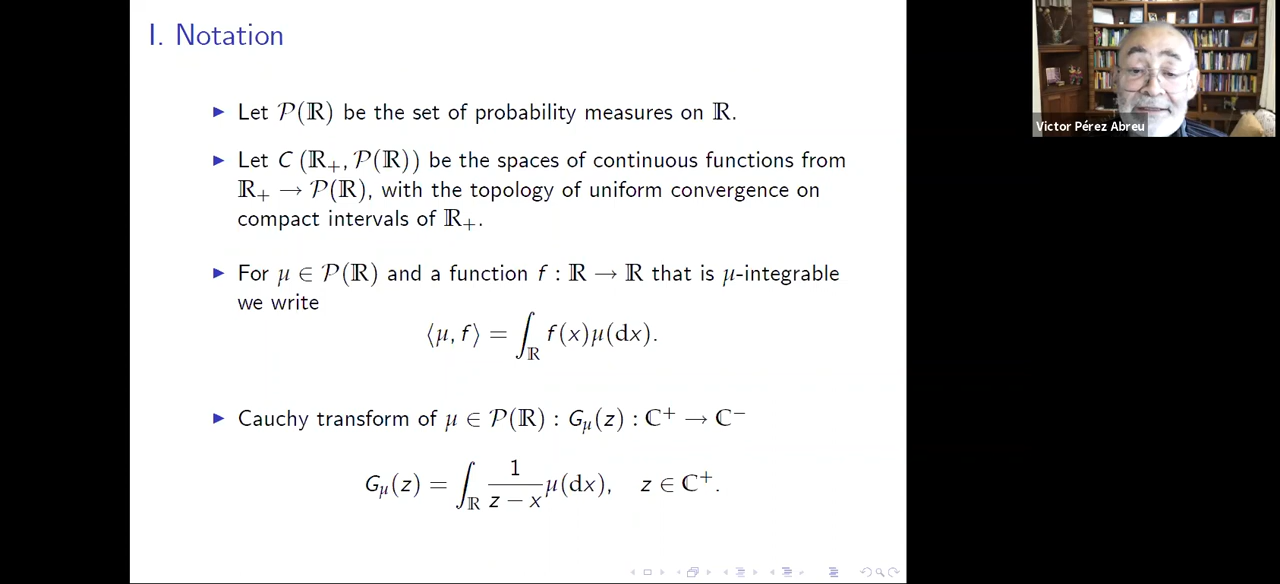 I. Notation
▶ Let 𝒫(ℝ) be the set of probability measures on ℝ.
▶ Let C (ℝ₊, 𝒫(ℝ)) be the spaces of continuous functions from
ℝ₊ → 𝒫(ℝ), with the topology of uniform convergence on
compact intervals of ℝ₊.
▶ For μ ∈ 𝒫(ℝ) and a function f : ℝ → ℝ that is μ-integrable
we write
⟨μ, f⟩ = ∫_ℝ f(x)μ(dx).
▶ Cauchy transform of μ ∈ 𝒫(ℝ) : G_μ(z) : ℂ⁺ → ℂ⁻
G_μ(z) = ∫_ℝ 1/(z − x) μ(dx), z ∈ ℂ⁺.
Victor Pérez Abreu